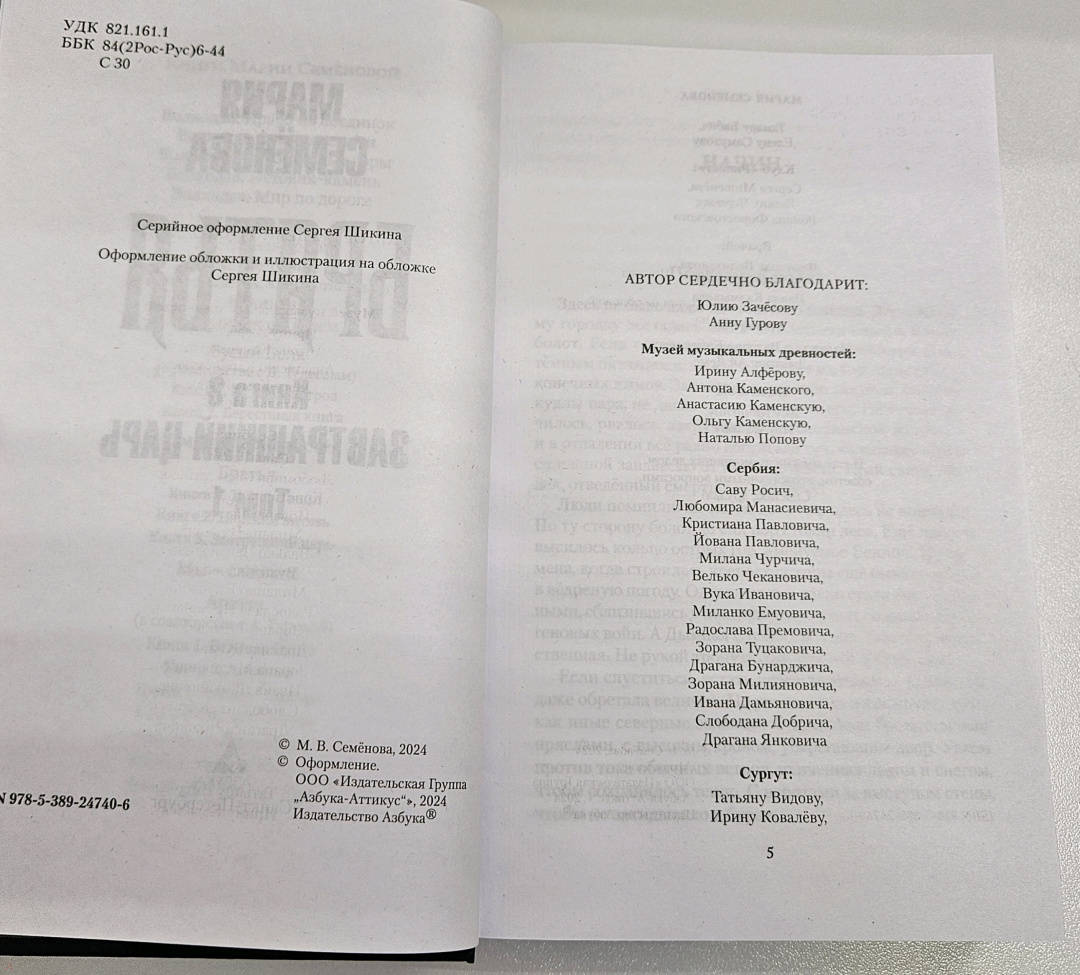 УДК 821.161.1
ББК 84(2Рос-Рус)6-44
С 30
Серийное оформление Сергея Шикина
Оформление обложки и иллюстрация на обложке
Сергея Шикина
© М. В. Семёнова, 2024
© Оформление.
ООО «Издательская Группа
„Азбука-Аттикус“», 2024
Издательство Азбука®
N 978-5-389-24740-6
АВТОР СЕРДЕЧНО БЛАГОДАРИТ:
Юлию Зачёсову
Анну Гурову
Музей музыкальных древностей:
Ирину Алфёрову,
Антона Каменского,
Анастасию Каменскую,
Ольгу Каменскую,
Наталью Попову
Сербия:
Саву Росич,
Любомира Манасиевича,
Кристиана Павловича,
Йована Павловича,
Милана Чурчича,
Велько Чекановича,
Вука Ивановича,
Миланко Емуовича,
Радослава Премовича,
Зорана Туцаковича,
Драгана Бунарджича,
Зорана Милияновича,
Ивана Дамьяновича,
Слободана Добрича,
Драгана Янковича
Сургут:
Татьяну Видову,
Ирину Ковалёву,
5